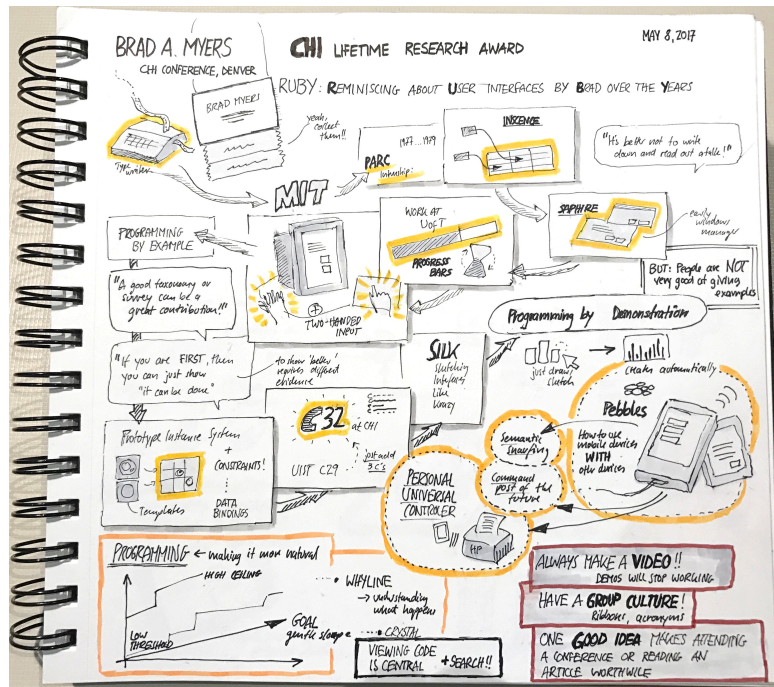 BRAD A. MYERS
CHI CONFERENCE, DENVER
CHI LIFETIME RESEARCH AWARD
MAY 8, 2017
RUBY: REMINISCING ABOUT USER INTERFACES BY BRAD OVER THE YEARS
BRAD MYERS
yeah,
collect
them!!
Type
writer
MIT
1977...1979
PARC
Internship:
"It's better not to write
down and read out a talk!"
PROGRAMMING
BY EXAMPLE
TWO-HANDED
INPUT
WORK AT
UofT
PROGRESS
BARS
SAPHIRE
early
windows
manager
BUT: People are NOT
very good at giving
examples
"A good taxonomy or
survey can be a
great contribution!"
"If you are FIRST, then
you can just show
"it can be done"
to show 'better'
requires different
evidence
Programming by Demonstration
just draw
sketch
creates automatically
SILK
Sketching
Interfaces
Like
Krazy
C32
at CHI
UIST C29
just add
3 C's
Prototype Instance System
+
CONSTRAINTS!
DATA
BINDINGS
Templates
Pebbles
How to use
mobile devices
WITH
other devices
Semantic
snarfing
Command
post of the
future
PERSONAL
UNIVERSAL
CONTROLER
HP
PROGRAMMING ← making it more natural
HIGH CEILING
LOW
THRESHOLD
GOAL
gentle slope
WHYLINE
→ understanding
what happens
CRYSTAL
VIEWING CODE
IS CENTRAL
+ SEARCH!!
ALWAYS MAKE A VIDEO!!
DEMOS WILL STOP WORKING
HAVE A GROUP CULTURE!
Ribbons, acronyms
ONE GOOD IDEA MAKES ATTENDING
A CONFERENCE OR READING AN
ARTICLE WORTHWILE